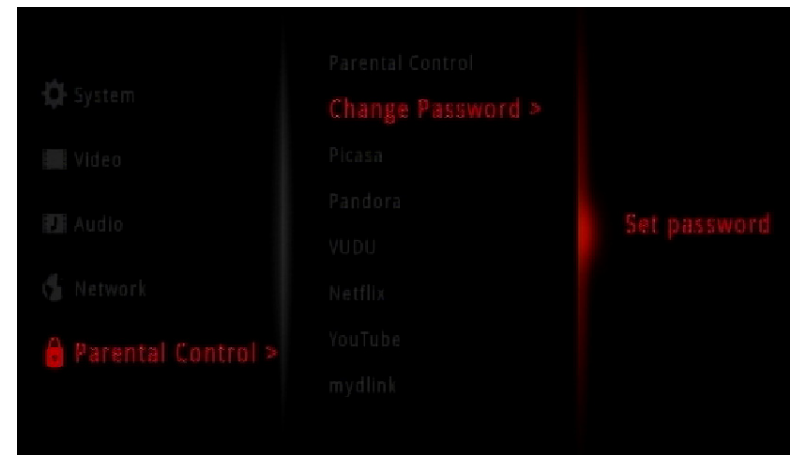 System
Video
Audio
Network
Parental Control >
Parental Control
Change Password >
Picasa
Pandora
VUDU
Netflix
YouTube
mydlink
Set password